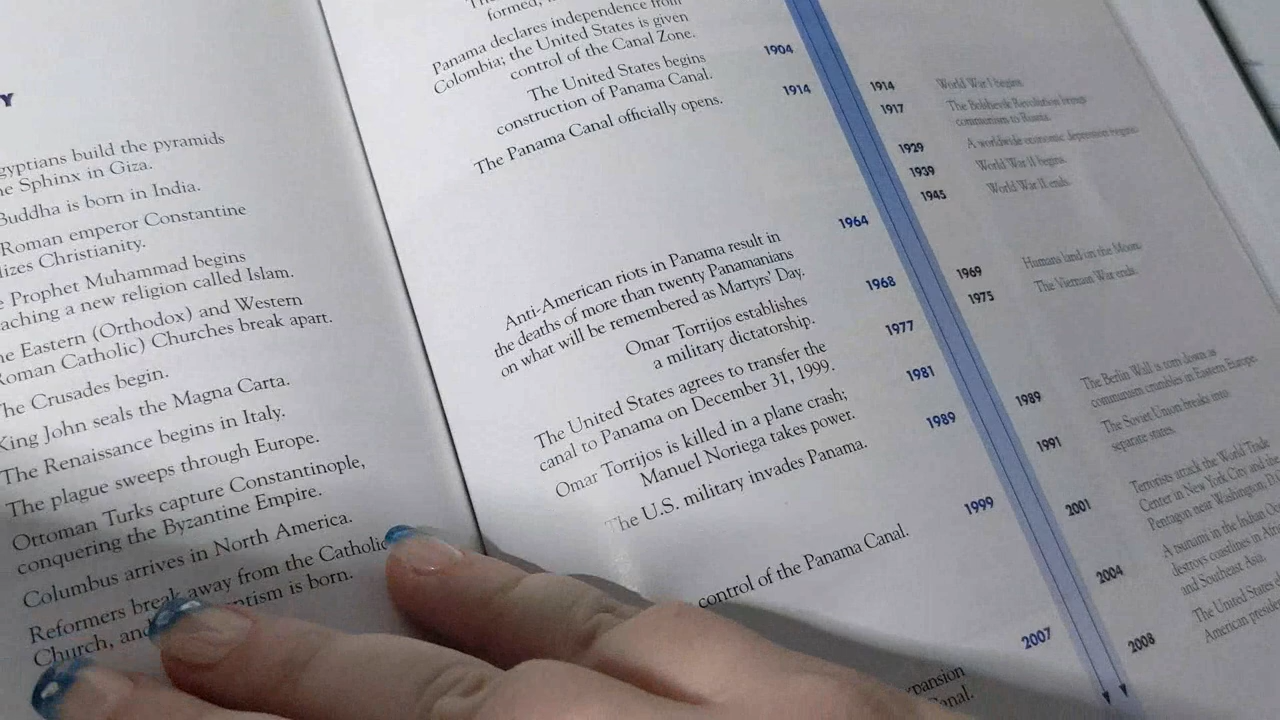 Y
gyptians build the pyramids
he Sphinx in Giza.
Buddha is born in India.
Roman emperor Constantine
lizes Christianity.
e Prophet Muhammad begins
aching a new religion called Islam.
he Eastern (Orthodox) and Western
Roman Catholic) Churches break apart.
The Crusades begin.
King John seals the Magna Carta.
The Renaissance begins in Italy.
The plague sweeps through Europe.
Ottoman Turks capture Constantinople,
conquering the Byzantine Empire.
Columbus arrives in North America.
Reformers break away from the Catholic
Church, and ntism is born.
formed,
Panama declares independence from
Colombia; the United States is given
control of the Canal Zone.
1904
The United States begins
construction of Panama Canal.
1914
The Panama Canal officially opens.
1964
Anti-American riots in Panama result in
the deaths of more than twenty Panamanians
on what will be remembered as Martyrs' Day.
1968
Omar Torrijos establishes
a military dictatorship.
1977
The United States agrees to transfer the
canal to Panama on December 31, 1999.
1981
Omar Torrijos is killed in a plane crash;
Manuel Noriega takes power.
1989
The U.S. military invades Panama.
1999
control of the Panama Canal.
2007
xpansion
Canal.
1914 World War I begins.
1917 The Bolshevik Revolution brings
communism to Russia.
1929 A worldwide economic depression begins.
1939 World War II begins.
1945 World War II ends.
1969 Humans land on the Moon.
1975 The Vietnam War ends.
1989 The Berlin Wall is torn down as
communism crumbles in Eastern Europe.
1991 The Soviet Union breaks into
separate states.
2001 Terrorists attack the World Trade
Center in New York City and the
Pentagon near Washington,
2004 A tsunami in the Indian
destroys coastlines in
and Southeast Asia.
2008 The United States
American